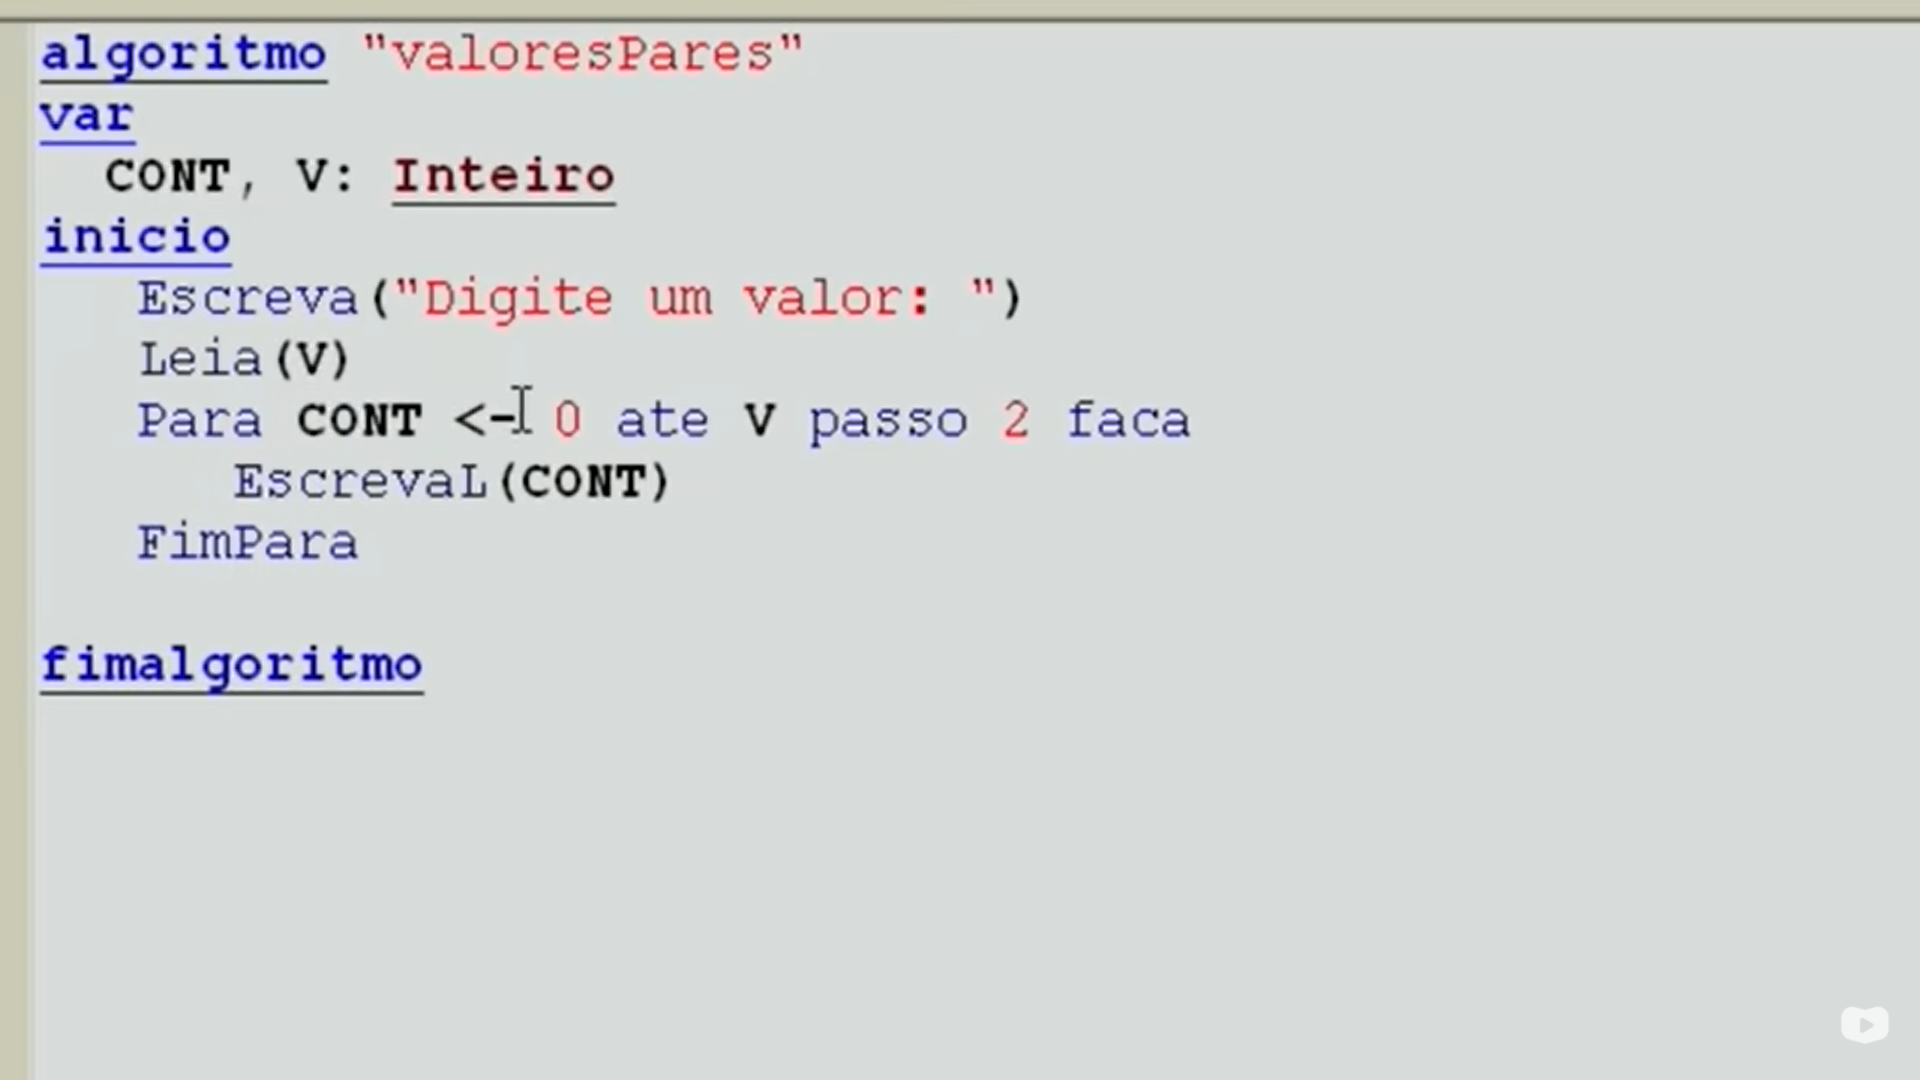 algoritmo "valoresPares"
var
CONT, V: Inteiro
inicio
Escreva("Digite um valor: ")
Leia(V)
Para CONT <- 0 ate V passo 2 faca
EscrevaL(CONT)
FimPara
fimalgoritmo